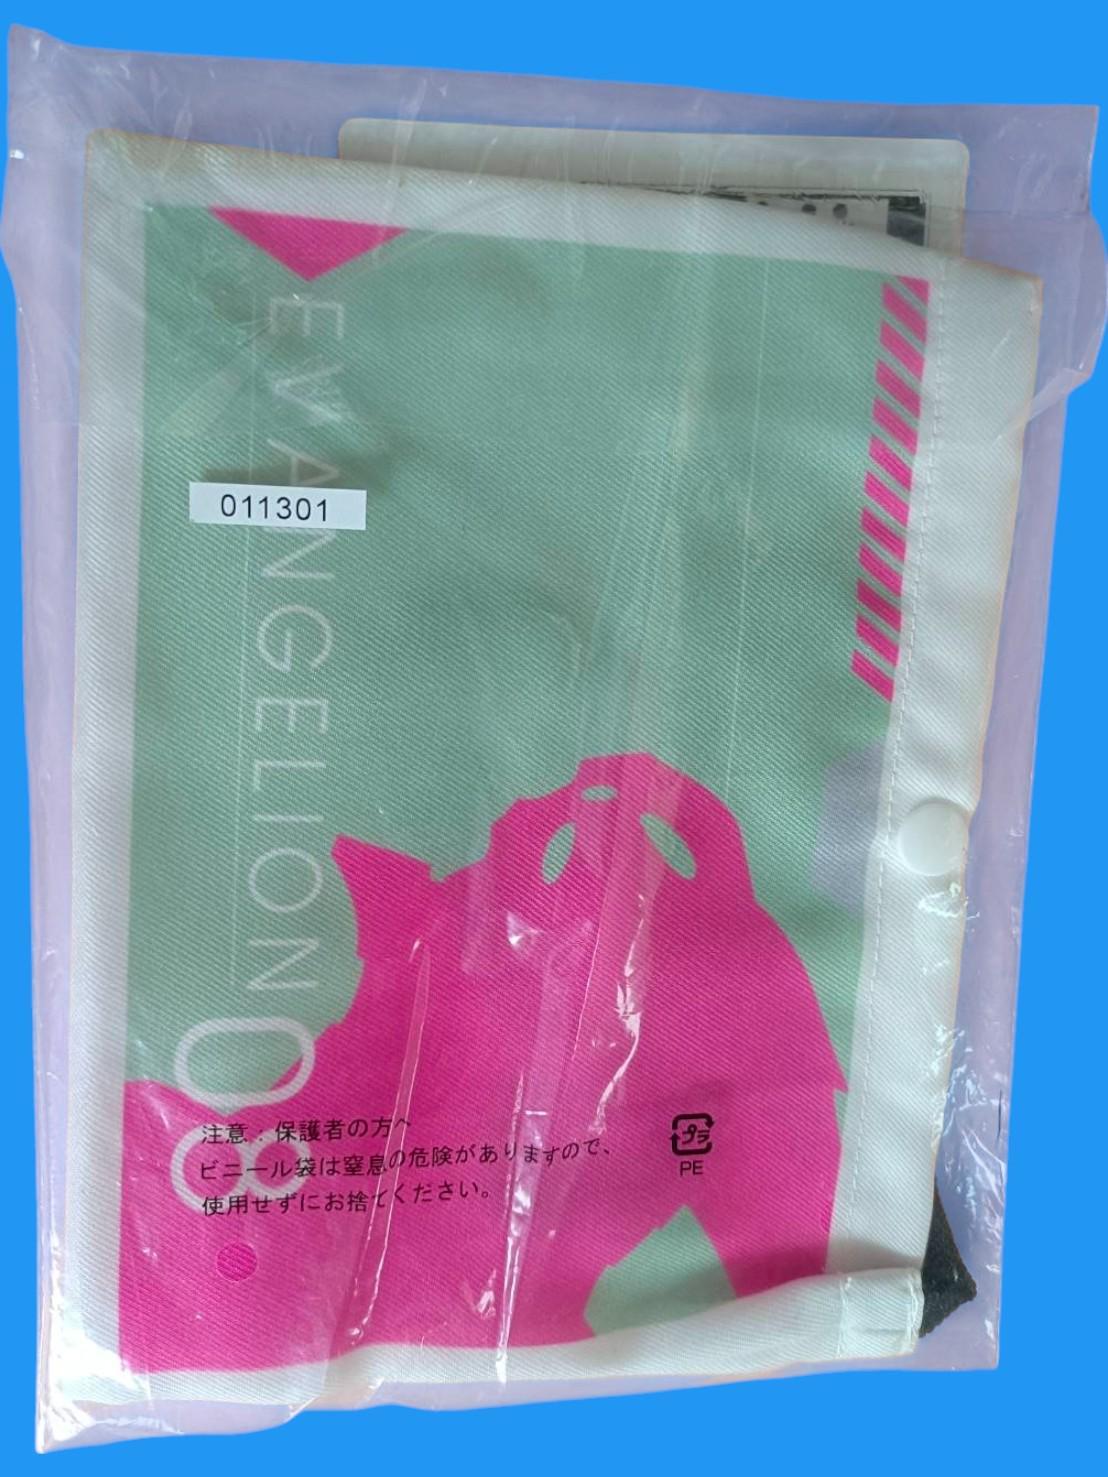 EVANGELION
08
011301
注意：保護者の方へ
ビニール袋は窒息の危険がありますので、
使用せずにお捨てください。
プラ
PE